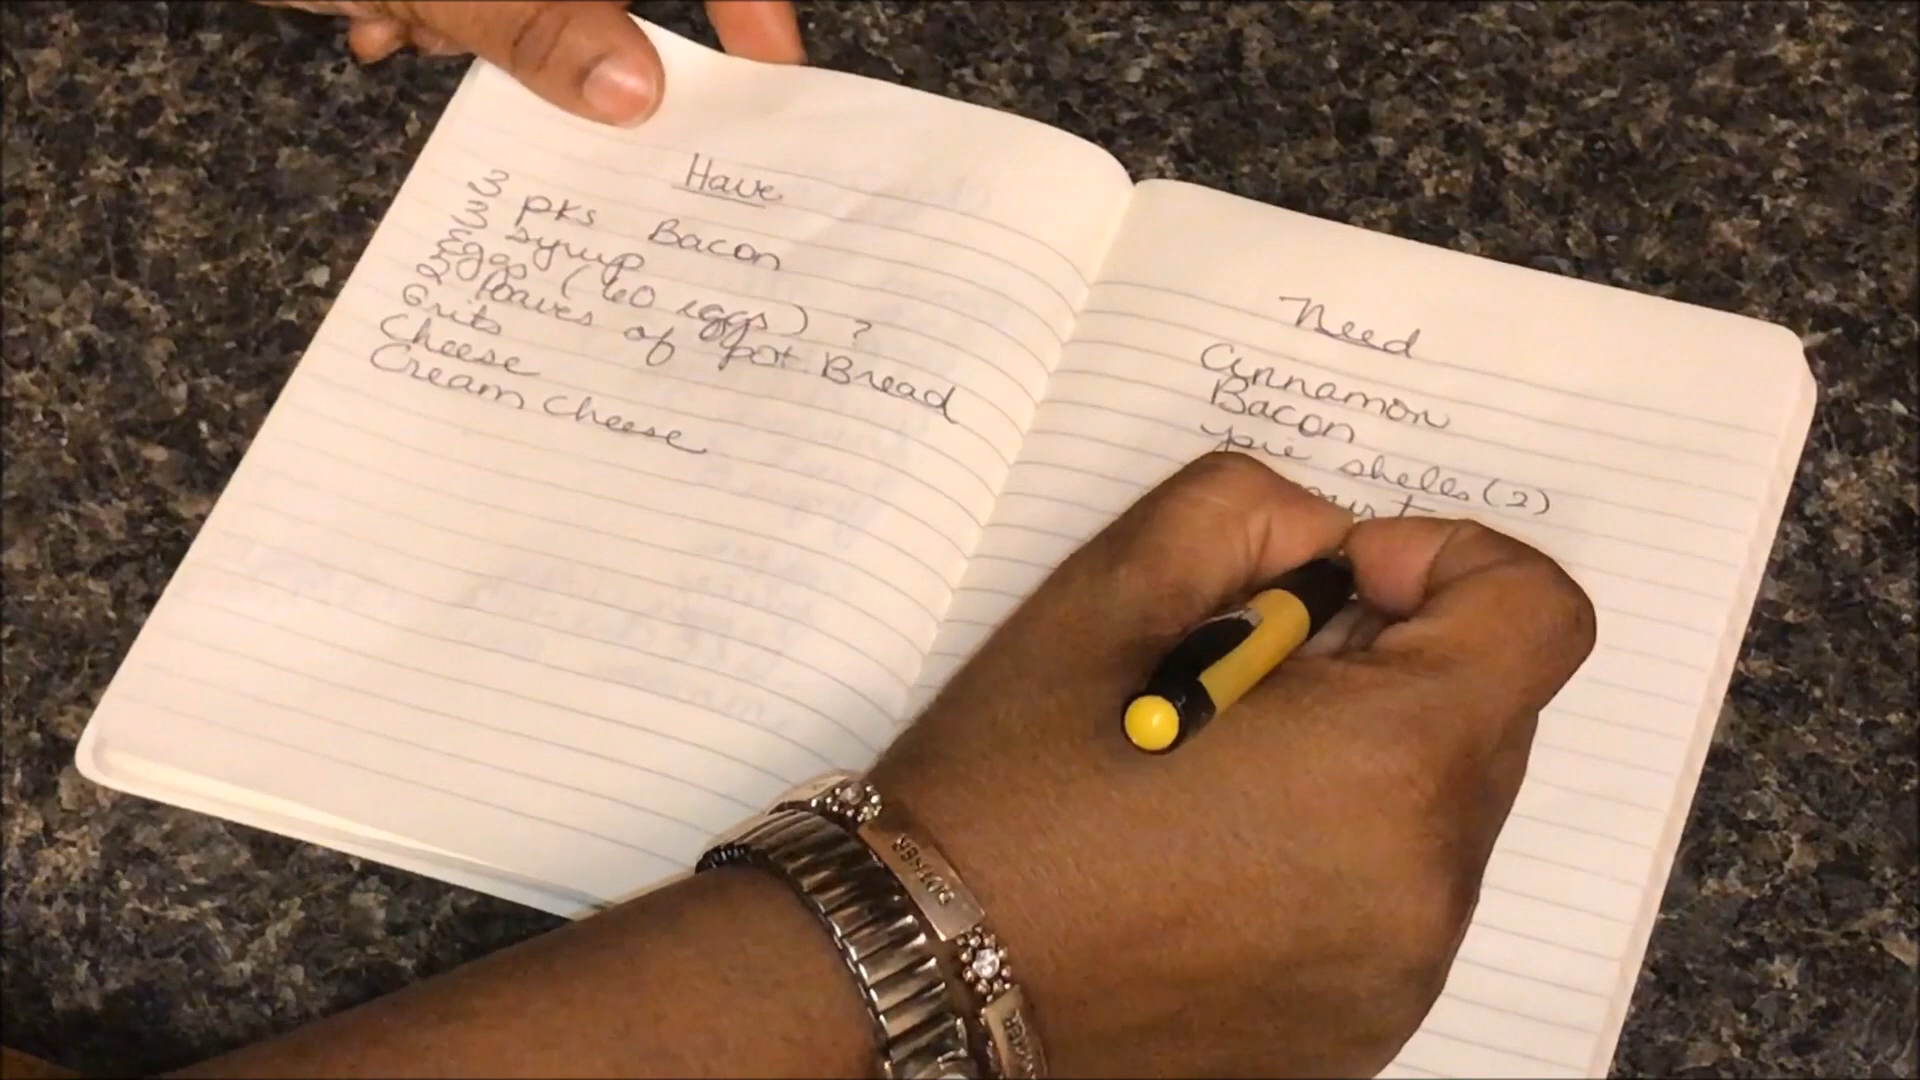 Have
3 pks Bacon
3 syrup
Eggs (60 eggs) ?
2 loaves of pot Bread
Grits
Cheese
Cream Cheese
Need
Cinnamon
Bacon
pie shells (2)